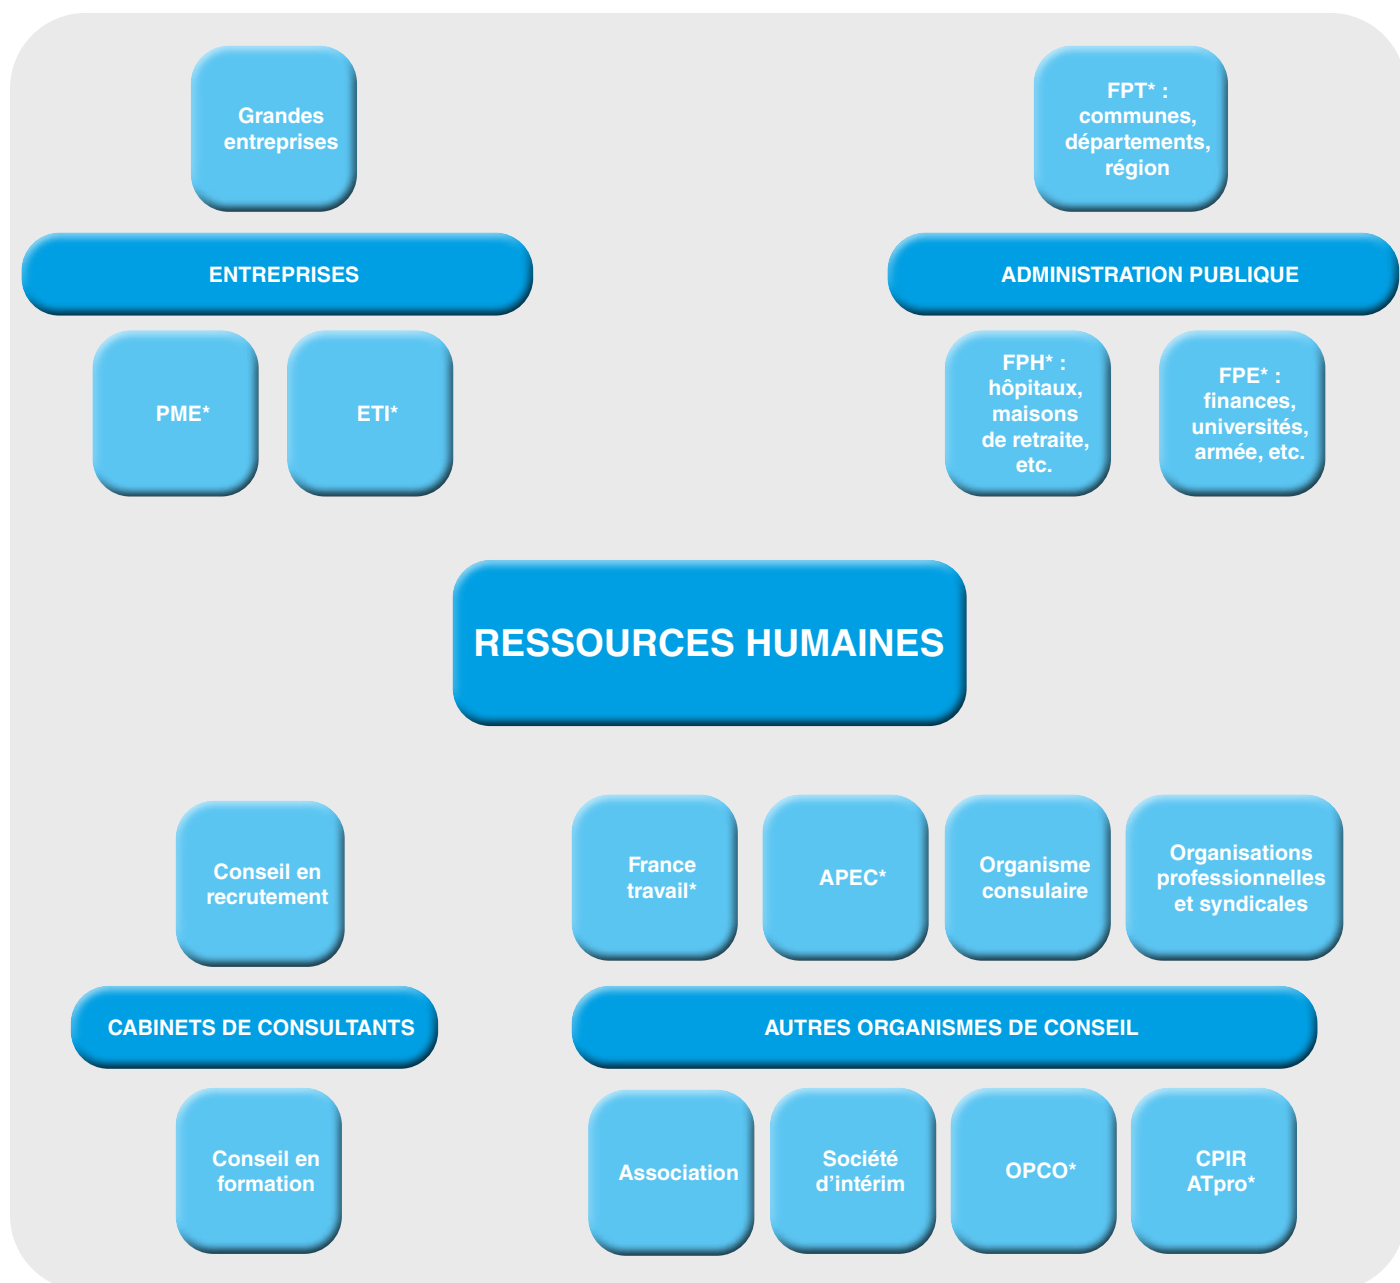 Grandes
entreprises
FPT* :
communes,
départements,
région
ENTREPRISES
ADMINISTRATION PUBLIQUE
PME*
ETI*
FPH* :
hôpitaux,
maisons
de retraite,
etc.
FPE* :
finances,
universités,
armée, etc.
RESSOURCES HUMAINES
Conseil en
recrutement
France
travail*
APEC*
Organisme
consulaire
Organisations
professionnelles
et syndicales
CABINETS DE CONSULTANTS
AUTRES ORGANISMES DE CONSEIL
Conseil en
formation
Association
Société
d’intérim
OPCO*
CPIR
ATpro*